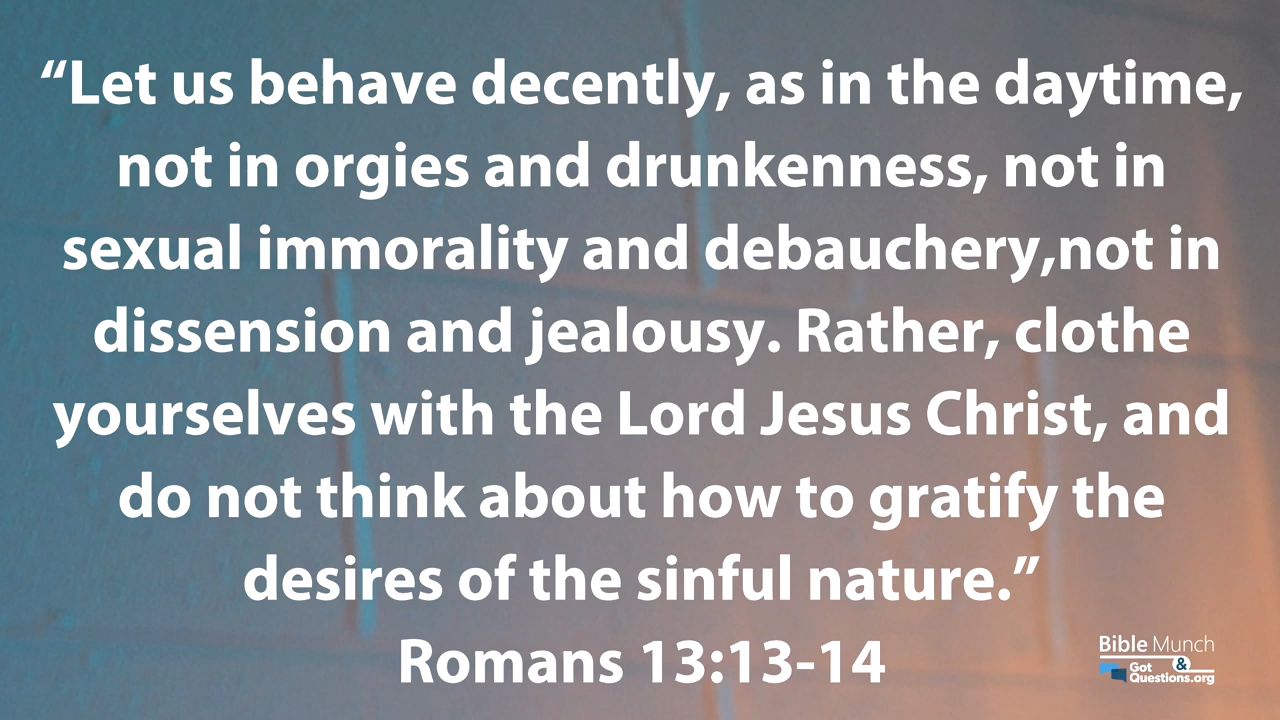 “Let us behave decently, as in the daytime,
not in orgies and drunkenness, not in
sexual immorality and debauchery,not in
dissension and jealousy. Rather, clothe
yourselves with the Lord Jesus Christ, and
do not think about how to gratify the
desires of the sinful nature.”
Romans 13:13-14
Bible Munch
&
Got
Questions.org